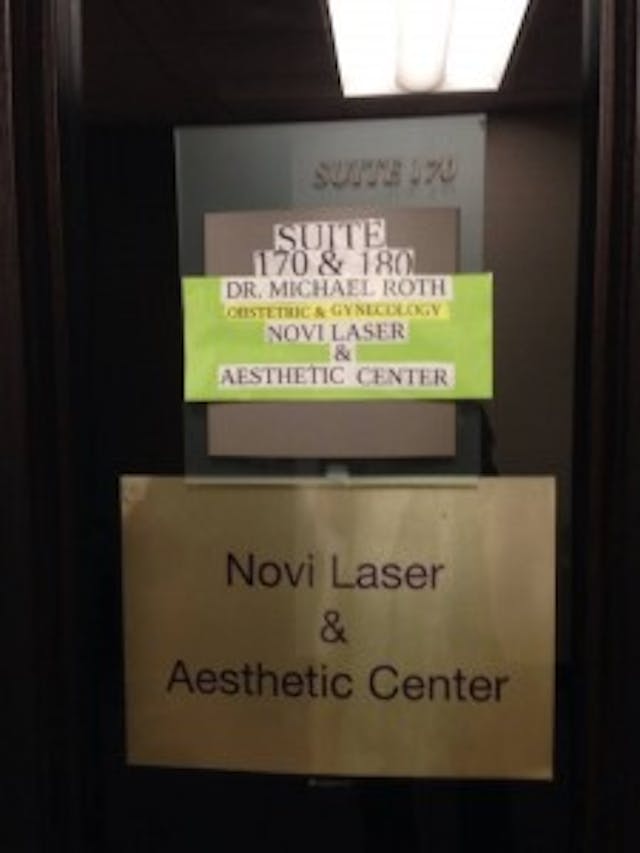 SUITE 170
SUITE
170 & 180
DR. MICHAEL ROTH
OBSTETRIC & GYNECOLOGY
NOVI LASER
&
AESTHETIC CENTER
Novi Laser
&
Aesthetic Center